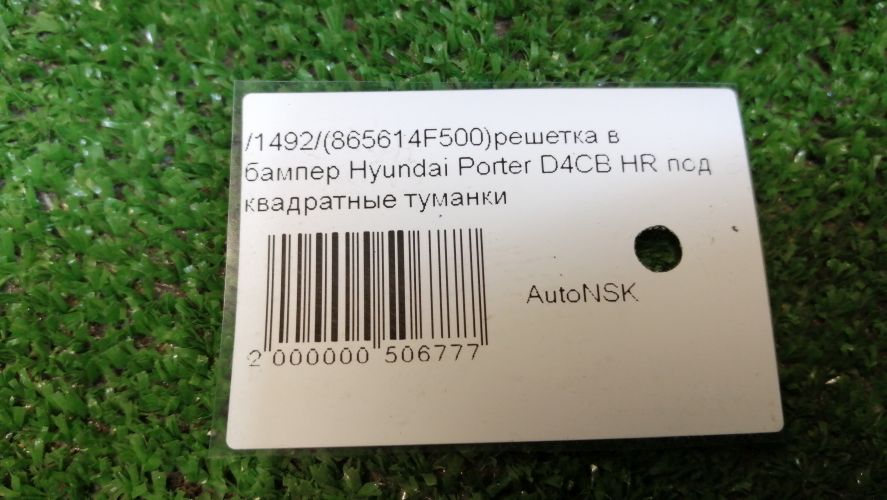 /1492/(865614F500)решетка в
бампер Hyundai Porter D4CB HR под
квадратные туманки
AutoNSK
2 000000 506777